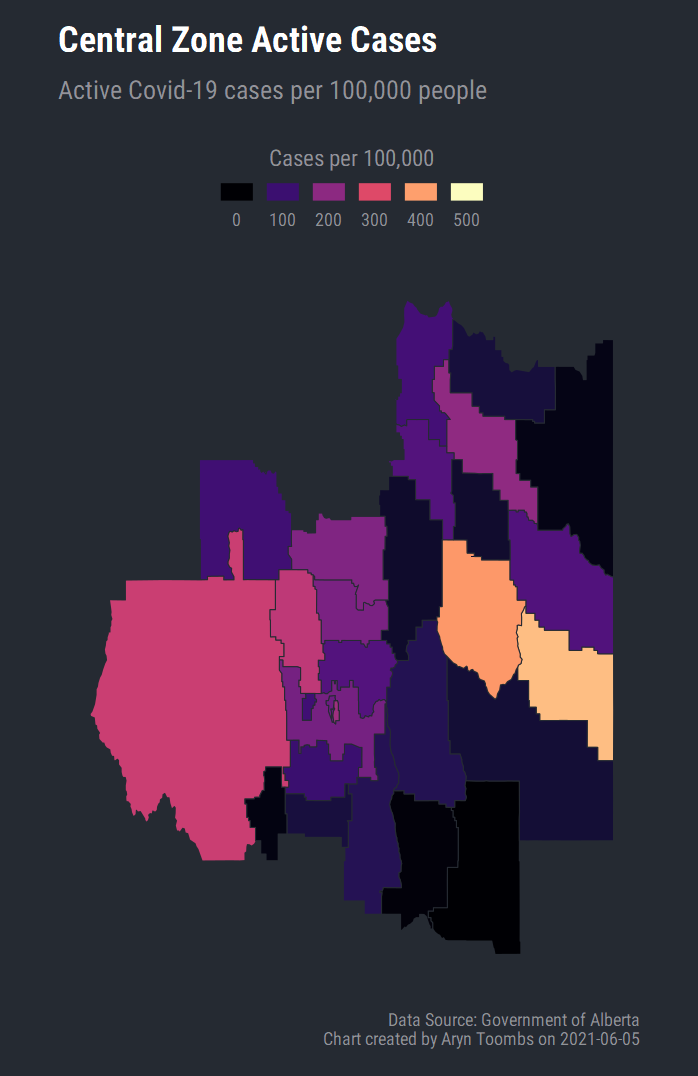 Central Zone Active Cases
Active Covid-19 cases per 100,000 people
Cases per 100,000
0 100 200 300 400 500
Data Source: Government of Alberta
Chart created by Aryn Toombs on 2021-06-05